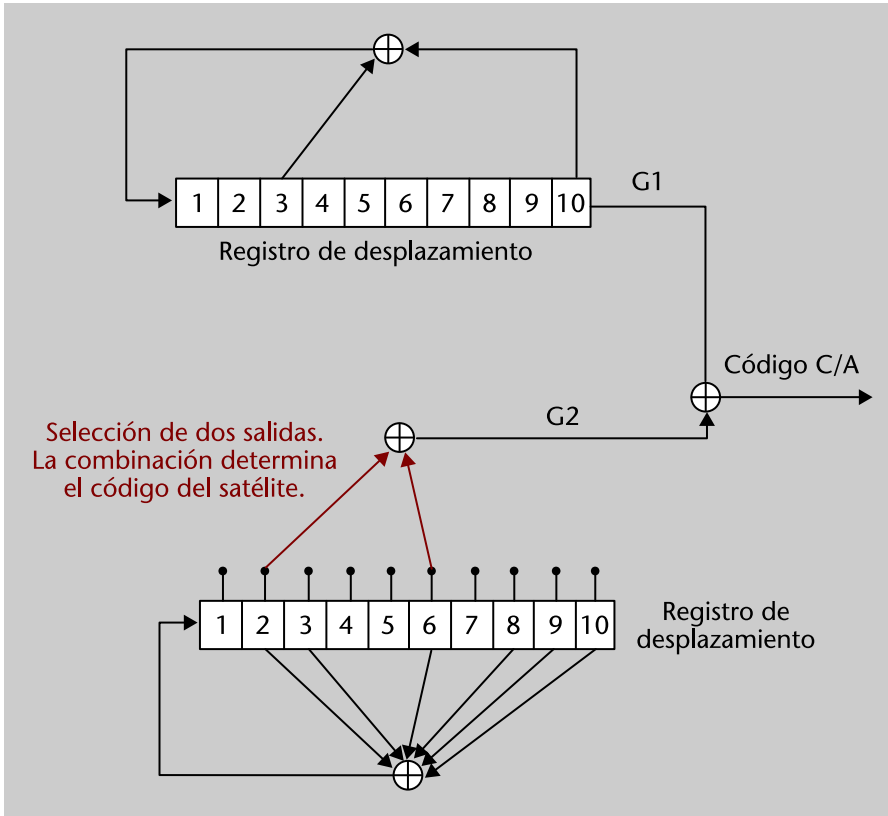 1 2 3 4 5 6 7 8 9 10
G1
Registro de desplazamiento
Código C/A
G2
Selección de dos salidas.
La combinación determina
el código del satélite.
1 2 3 4 5 6 7 8 9 10
Registro de
desplazamiento